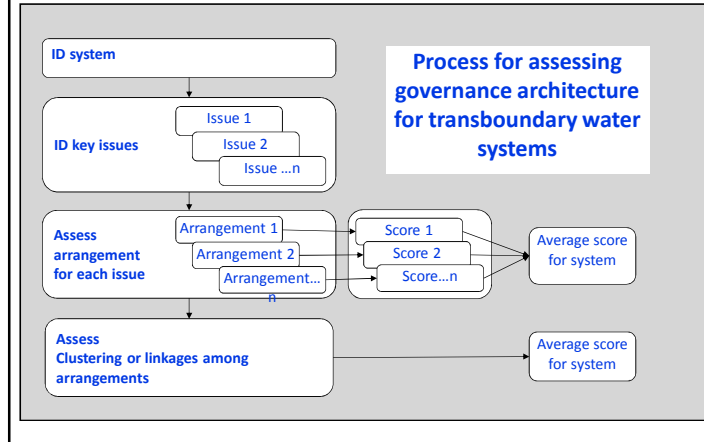 ID system
Process for assessing
governance architecture
for transboundary water
systems
ID key issues
Issue 1
Issue 2
Issue …n
Assess
arrangement
for each issue
Arrangement 1
Arrangement 2
Arrangement…
n
Score 1
Score 2
Score…n
Average score
for system
Assess
Clustering or linkages among
arrangements
Average score
for system